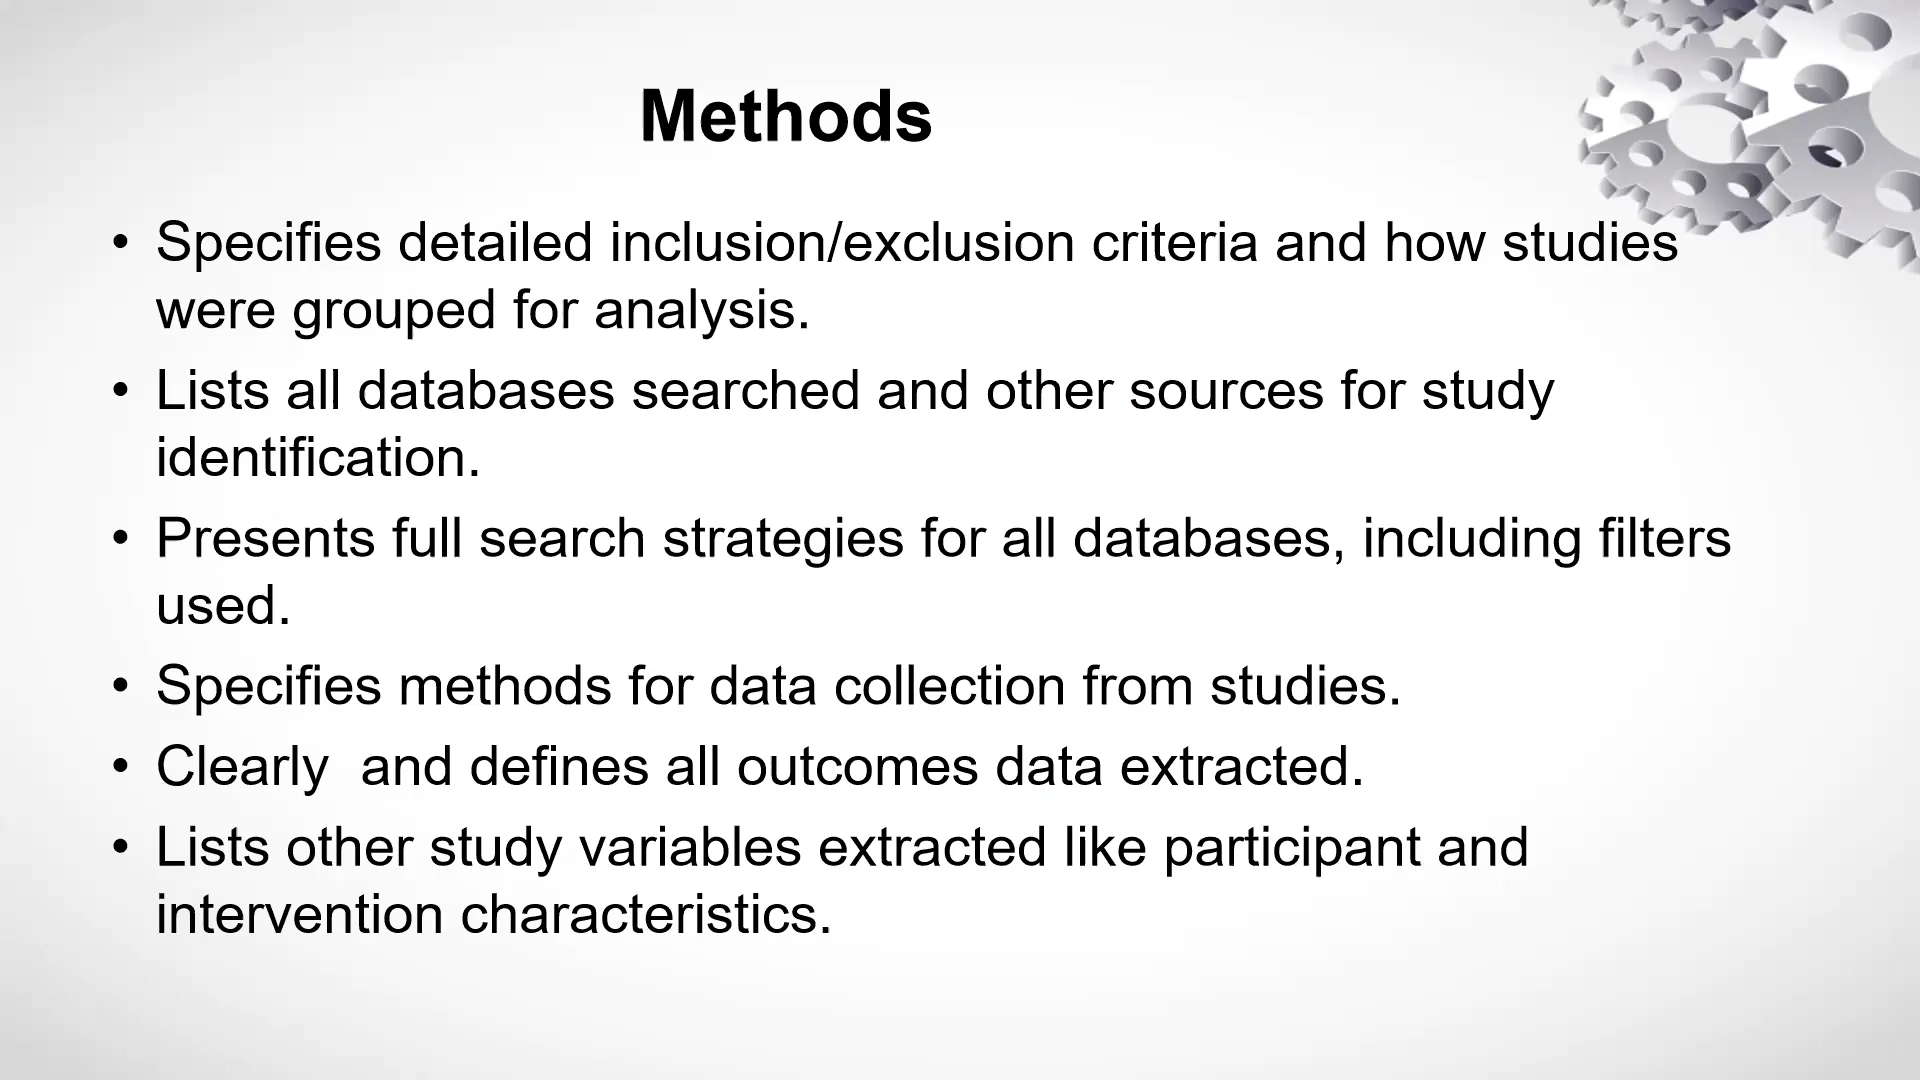 Methods
• Specifies detailed inclusion/exclusion criteria and how studies
were grouped for analysis.
• Lists all databases searched and other sources for study
identification.
• Presents full search strategies for all databases, including filters
used.
• Specifies methods for data collection from studies.
• Clearly  and defines all outcomes data extracted.
• Lists other study variables extracted like participant and
intervention characteristics.